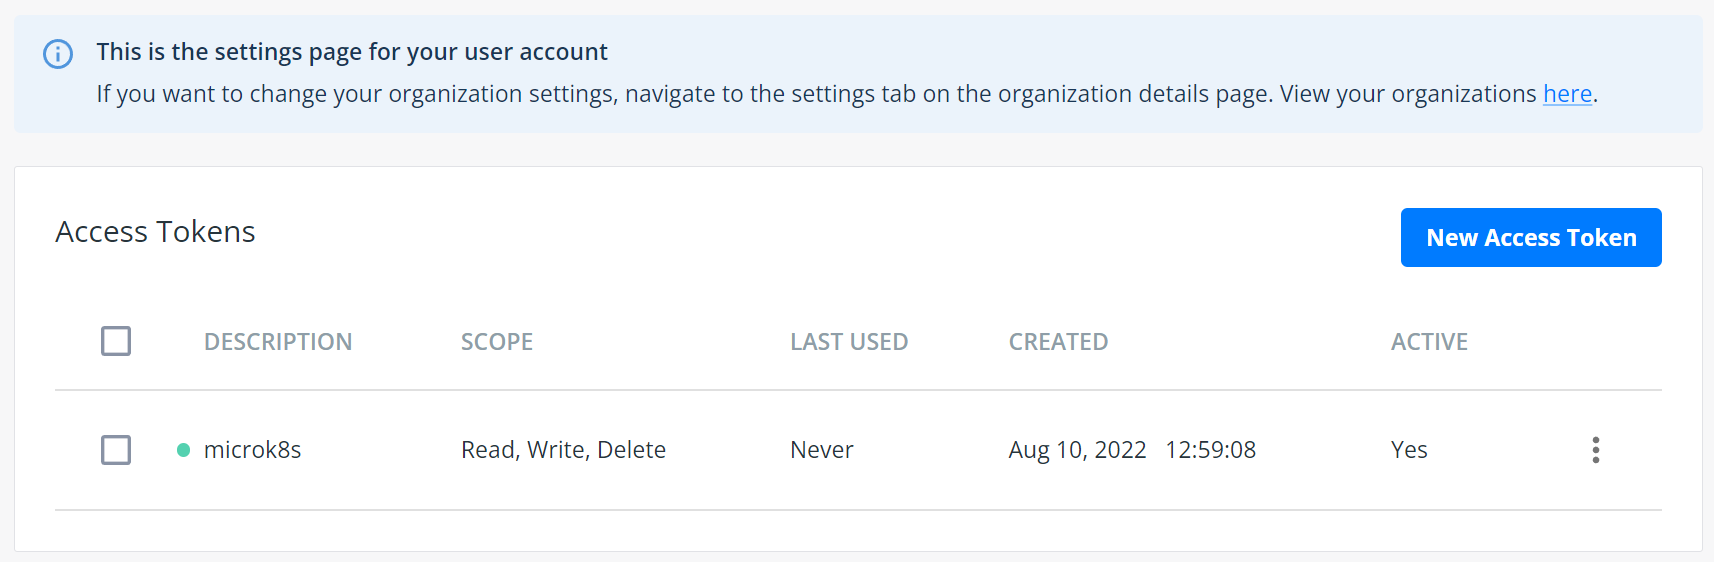 This is the settings page for your user account
If you want to change your organization settings, navigate to the settings tab on the organization details page. View your organizations here.
Access Tokens
New Access Token
DESCRIPTION SCOPE LAST USED CREATED ACTIVE
microk8s Read, Write, Delete Never Aug 10, 2022 12:59:08 Yes